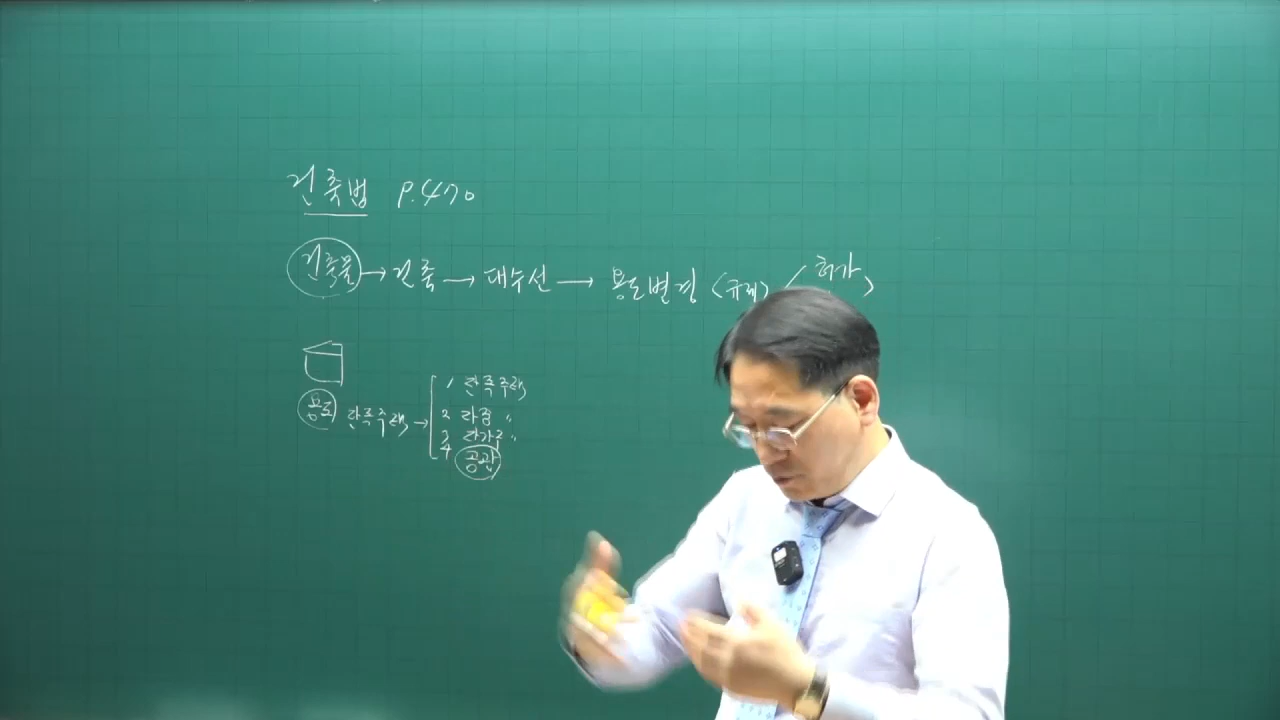 건축법 P.470
건축물 → 건축 → 대수선 → 용도변경 (규제) (허가)
용도 단독주택 → 1 단독주택
2 다중 〃
3 다가구 〃
4 공관